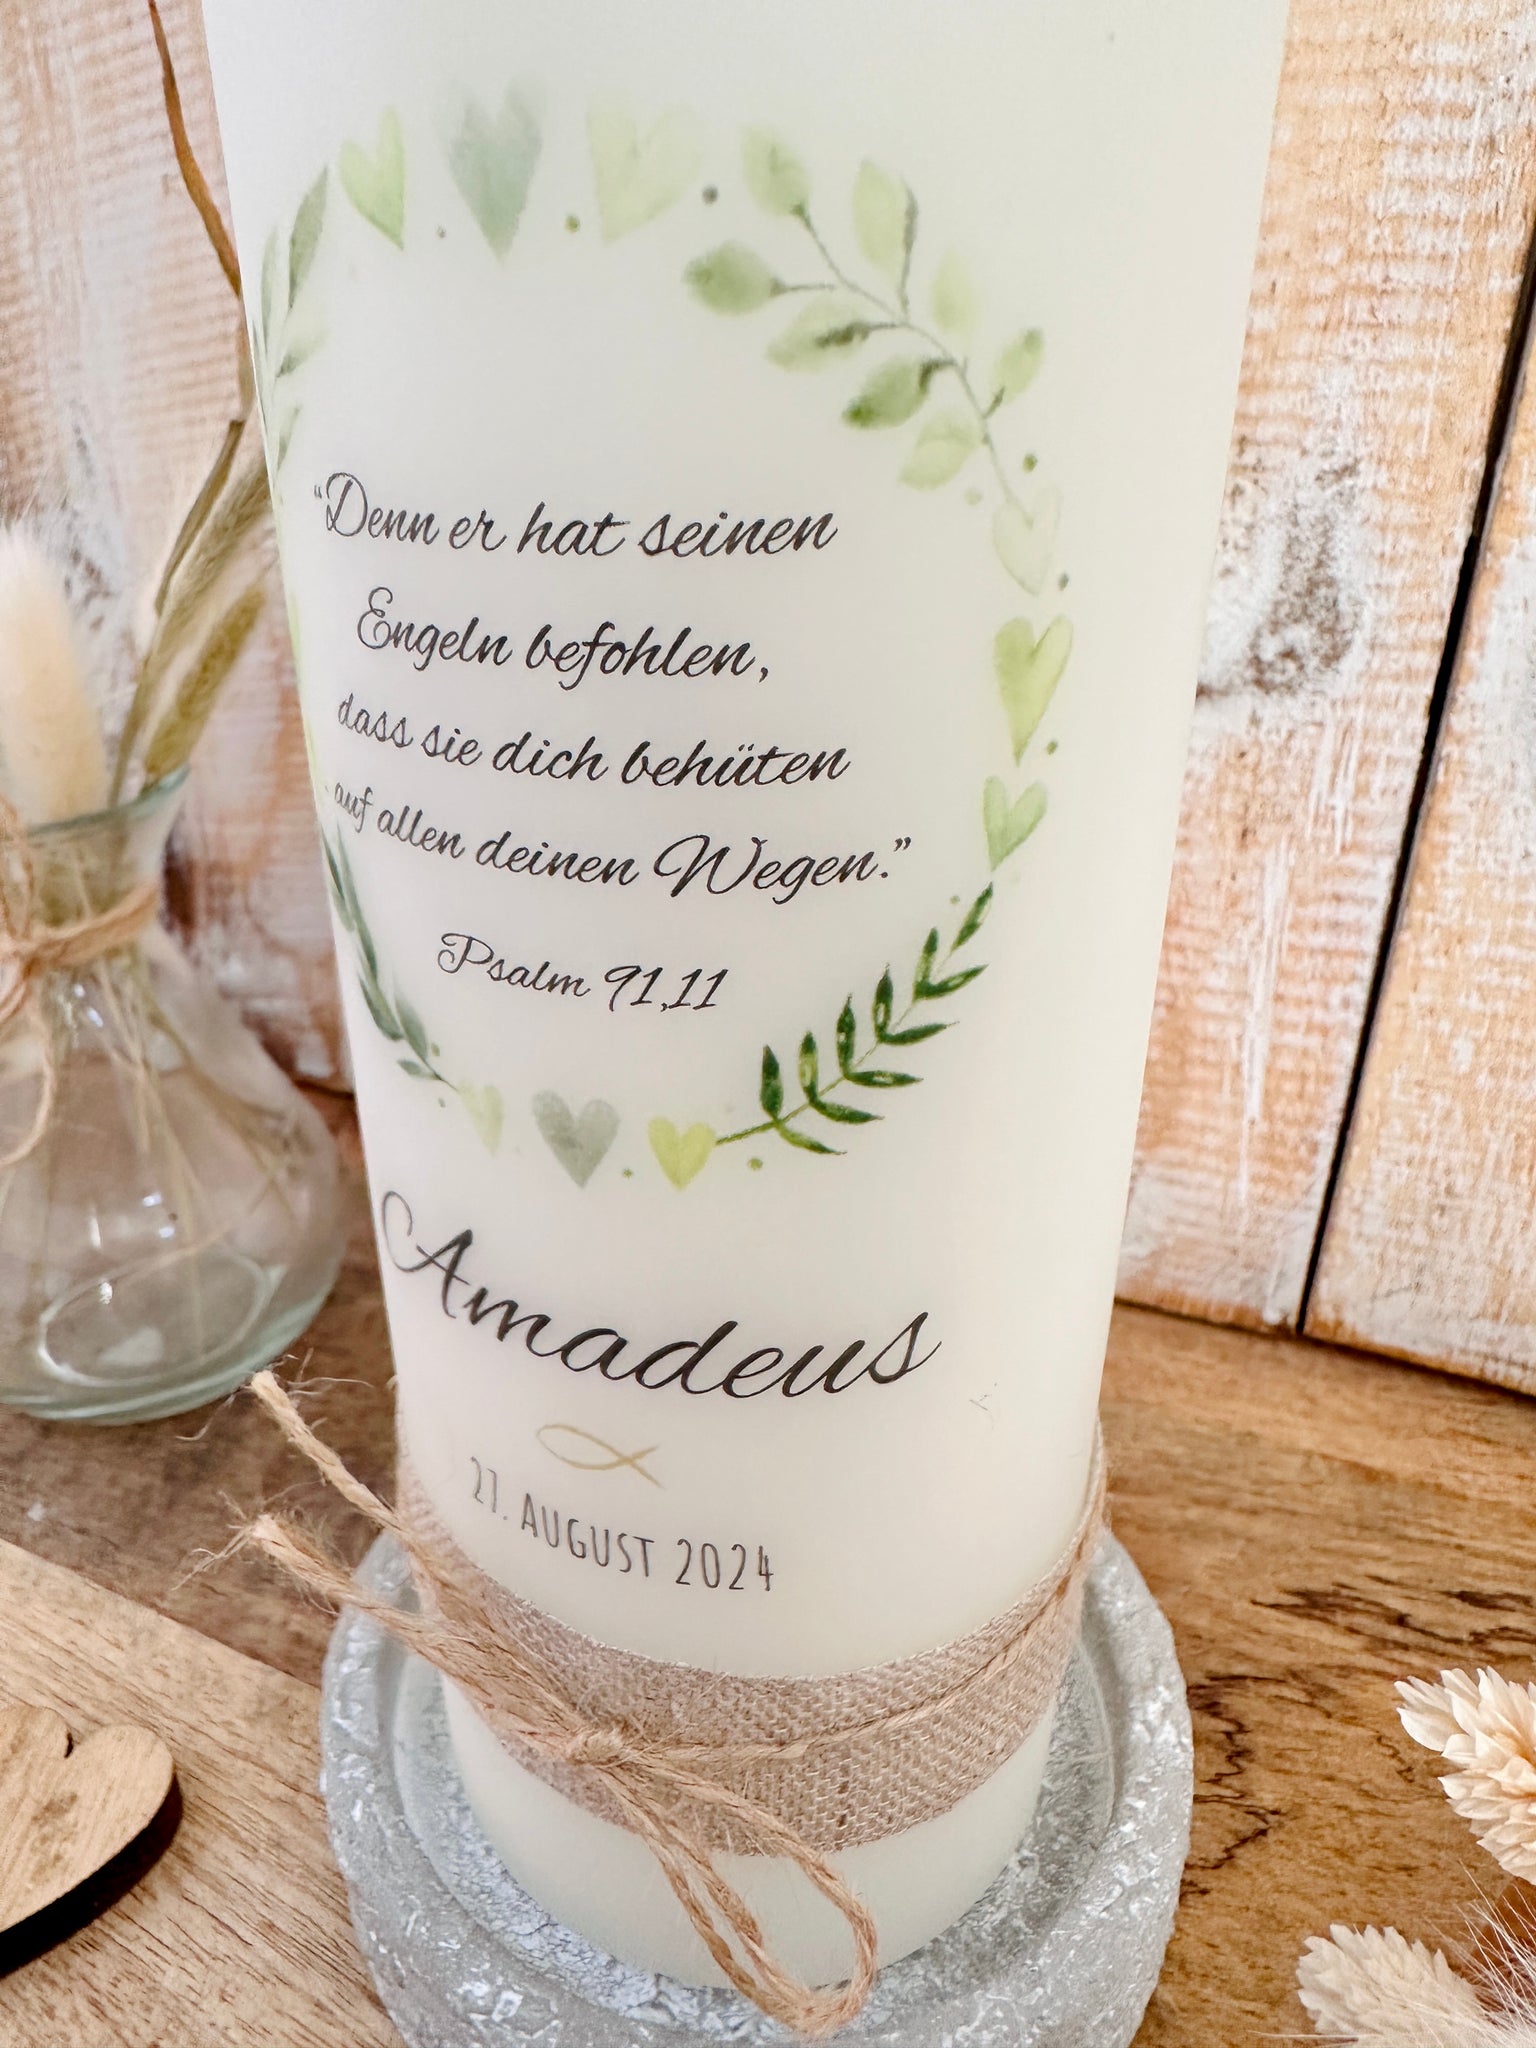 “Denn er hat seinen
Engeln befohlen,
dass sie dich behüten
auf allen deinen Wegen.”
Psalm 91,11
Amadeus
27. AUGUST 2024